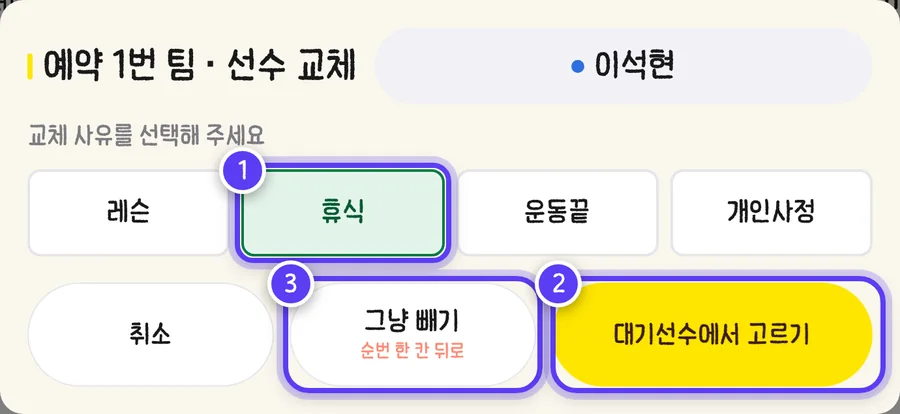 예약 1번 팀 · 선수 교체
이석현
교체 사유를 선택해 주세요
1
레슨
휴식
운동끝
개인사정
3
2
취소
그냥 빼기
순번 한 칸 뒤로
대기선수에서 고르기